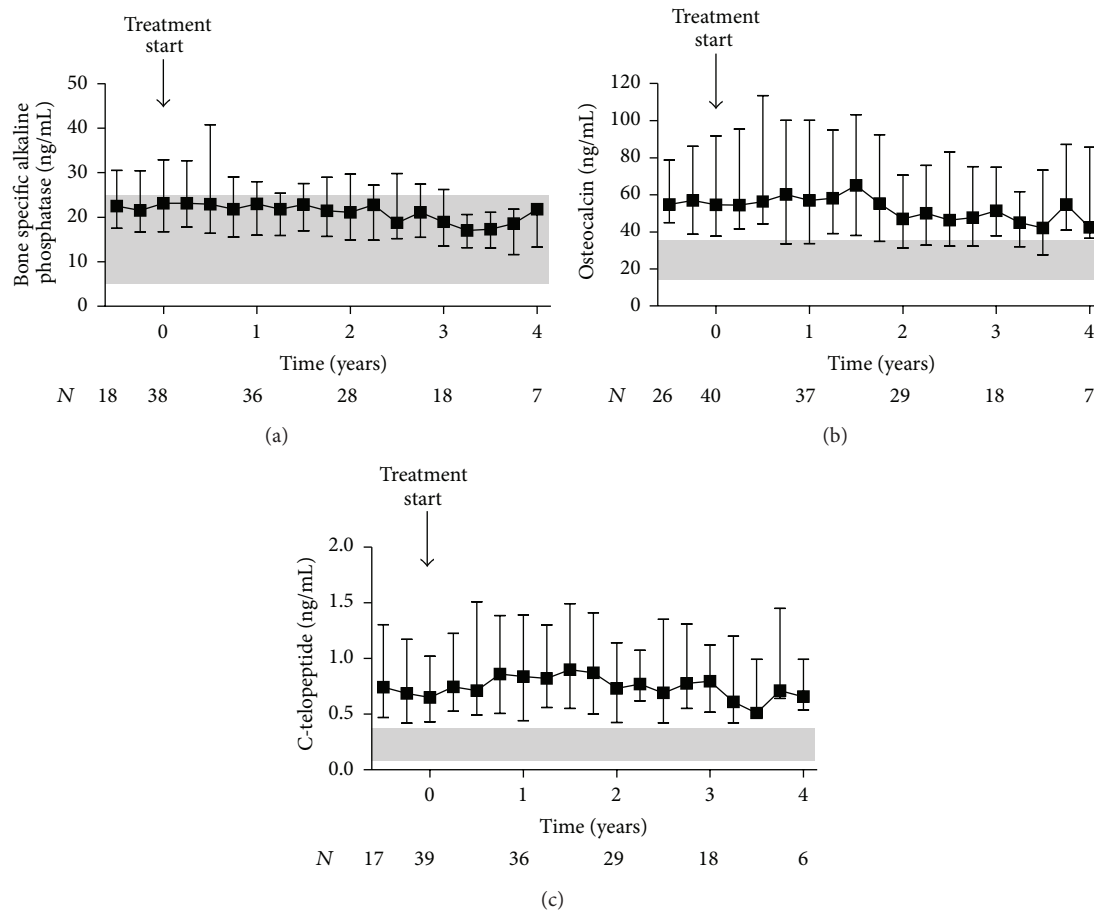 Treatment
start
50
40
30
20
10
0
Bone specific alkaline
phosphatase (ng/mL)
0 1 2 3 4
Time (years)
N 18 38 36 28 18 7
(a)
Treatment
start
120
100
80
60
40
20
0
Osteocalcin (ng/mL)
0 1 2 3 4
Time (years)
N 26 40 37 29 18 7
(b)
Treatment
start
2.0
1.5
1.0
0.5
0.0
C-telopeptide (ng/mL)
0 1 2 3 4
Time (years)
N 17 39 36 29 18 6
(c)